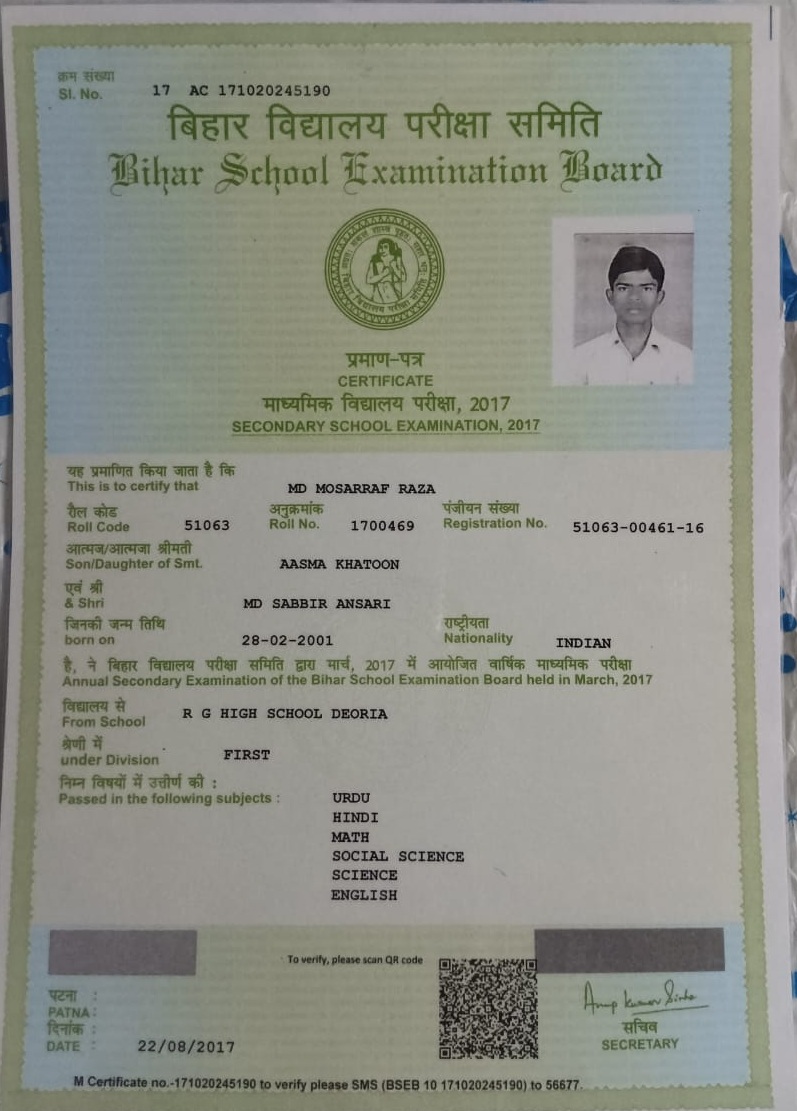 क्रम संख्या
Sl. No. 17 AC 171020245190
बिहार विद्यालय परीक्षा समिति
Bihar School Examination Board
बिहार विद्यालय परीक्षा समिति
प्रमाण-पत्र
CERTIFICATE
माध्यमिक विद्यालय परीक्षा, 2017
SECONDARY SCHOOL EXAMINATION, 2017
यह प्रमाणित किया जाता है कि
This is to certify that MD MOSARRAF RAZA
रौल कोड अनुक्रमांक पंजीयन संख्या
Roll Code 51063 Roll No. 1700469 Registration No. 51063-00461-16
आत्मज/आत्मजा श्रीमती
Son/Daughter of Smt. AASMA KHATOON
एवं श्री
& Shri MD SABBIR ANSARI
जिनकी जन्म तिथि राष्ट्रीयता
born on 28-02-2001 Nationality INDIAN
है, ने बिहार विद्यालय परीक्षा समिति द्वारा मार्च, 2017 में आयोजित वार्षिक माध्यमिक परीक्षा
Annual Secondary Examination of the Bihar School Examination Board held in March, 2017
विद्यालय से
From School R G HIGH SCHOOL DEORIA
श्रेणी में
under Division FIRST
निम्न विषयों में उत्तीर्ण की :
Passed in the following subjects : URDU
HINDI
MATH
SOCIAL SCIENCE
SCIENCE
ENGLISH
To verify, please scan QR code
Anup Kumar Sinha
पटना :
PATNA :
दिनांक :
DATE : 22/08/2017
सचिव
SECRETARY
M Certificate no.-171020245190 to verify please SMS (BSEB 10 171020245190) to 56677.